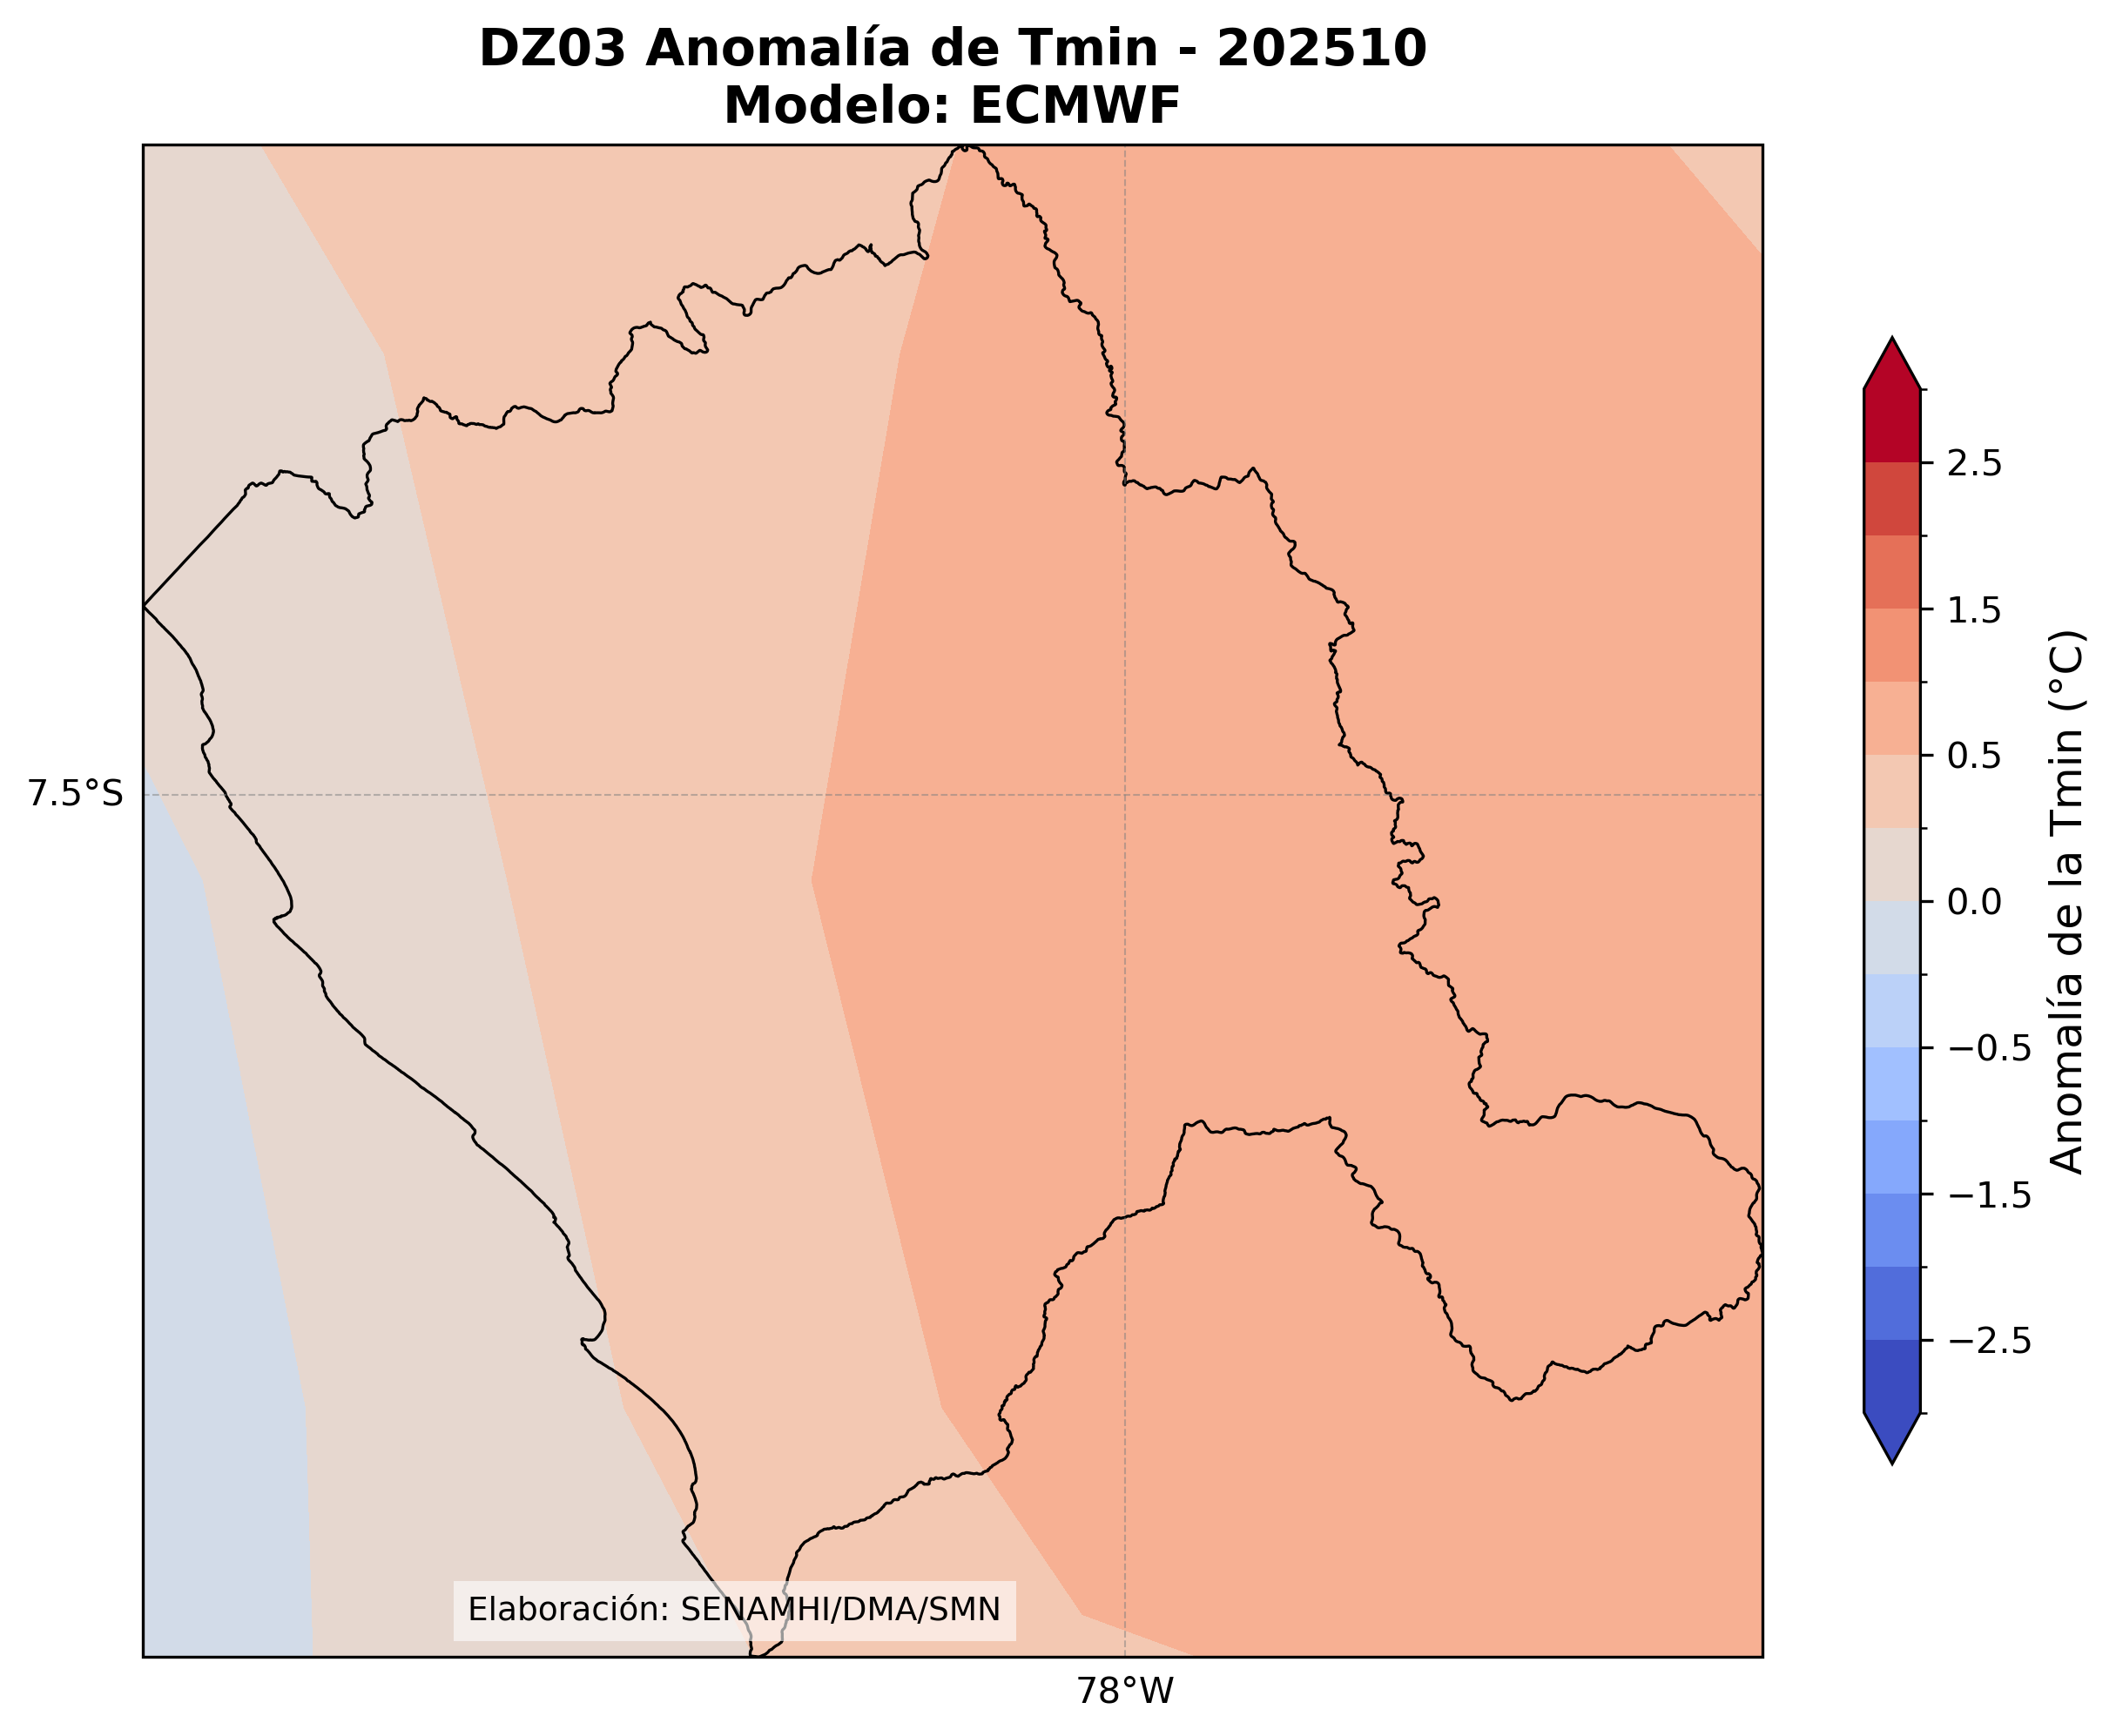 DZ03 Anomalía de Tmin - 202510
Modelo: ECMWF
7.5°S
78°W
Elaboración: SENAMHI/DMA/SMN
2.5
1.5
0.5
0.0
−0.5
−1.5
−2.5
Anomalía de la Tmin (°C)